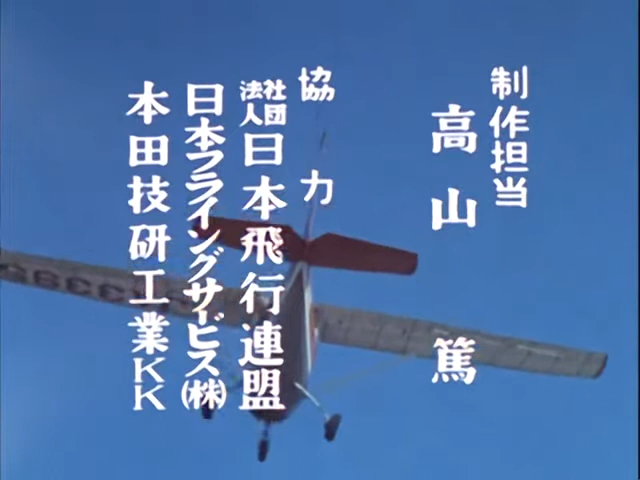 制作担当
高山篤
協力
社団法人日本飛行連盟
日本フライングサービス(株)
本田技研工業KK